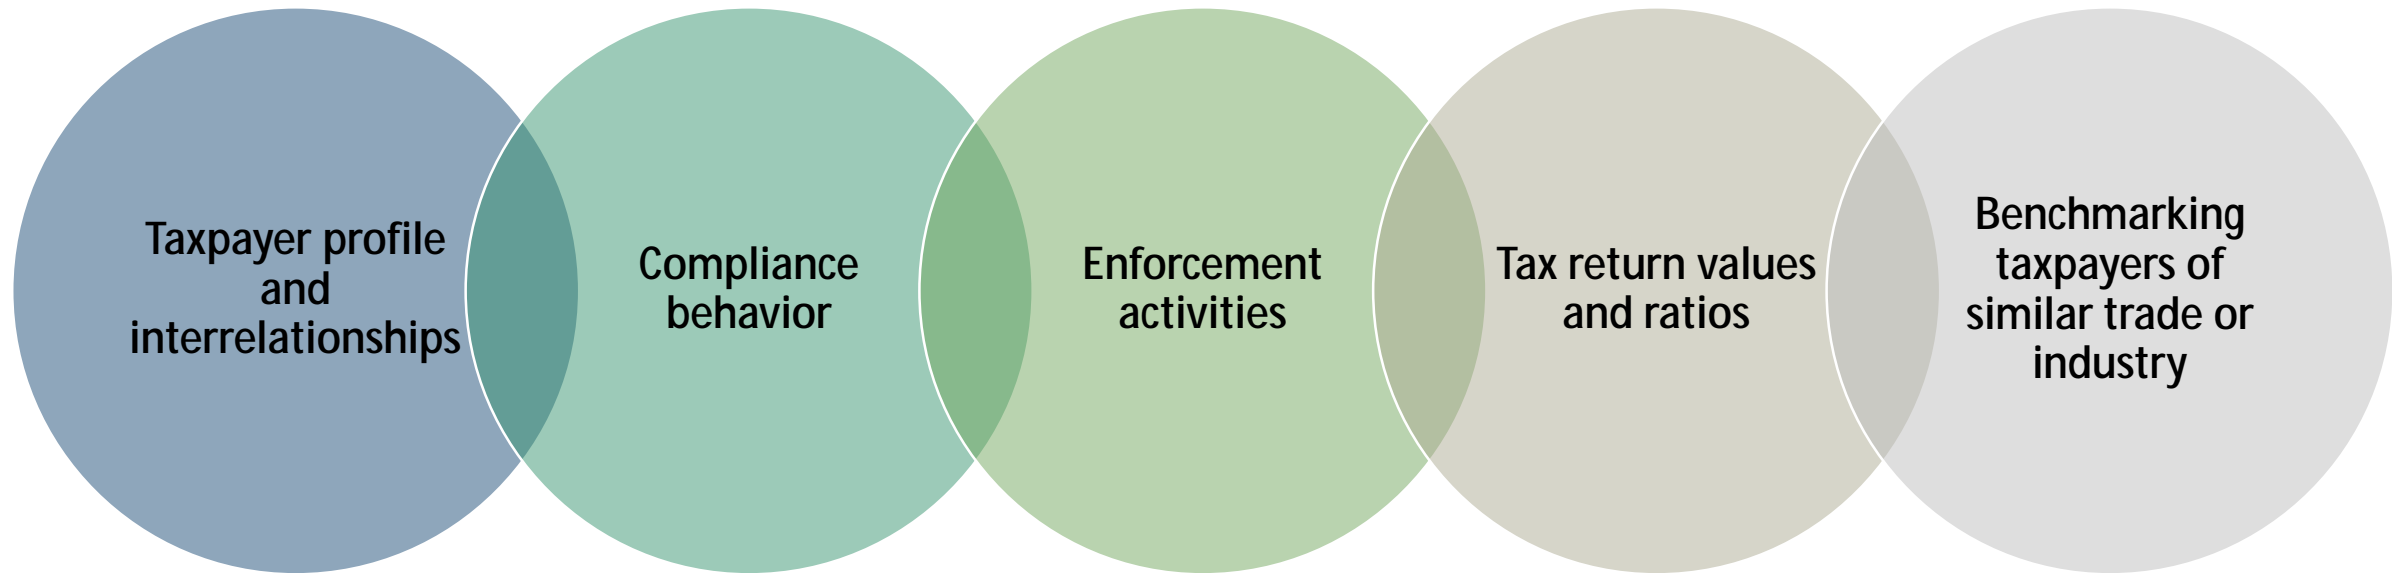 Taxpayer profile
and
interrelationships
Compliance
behavior
Enforcement
activities
Tax return values
and ratios
Benchmarking
taxpayers of
similar trade or
industry